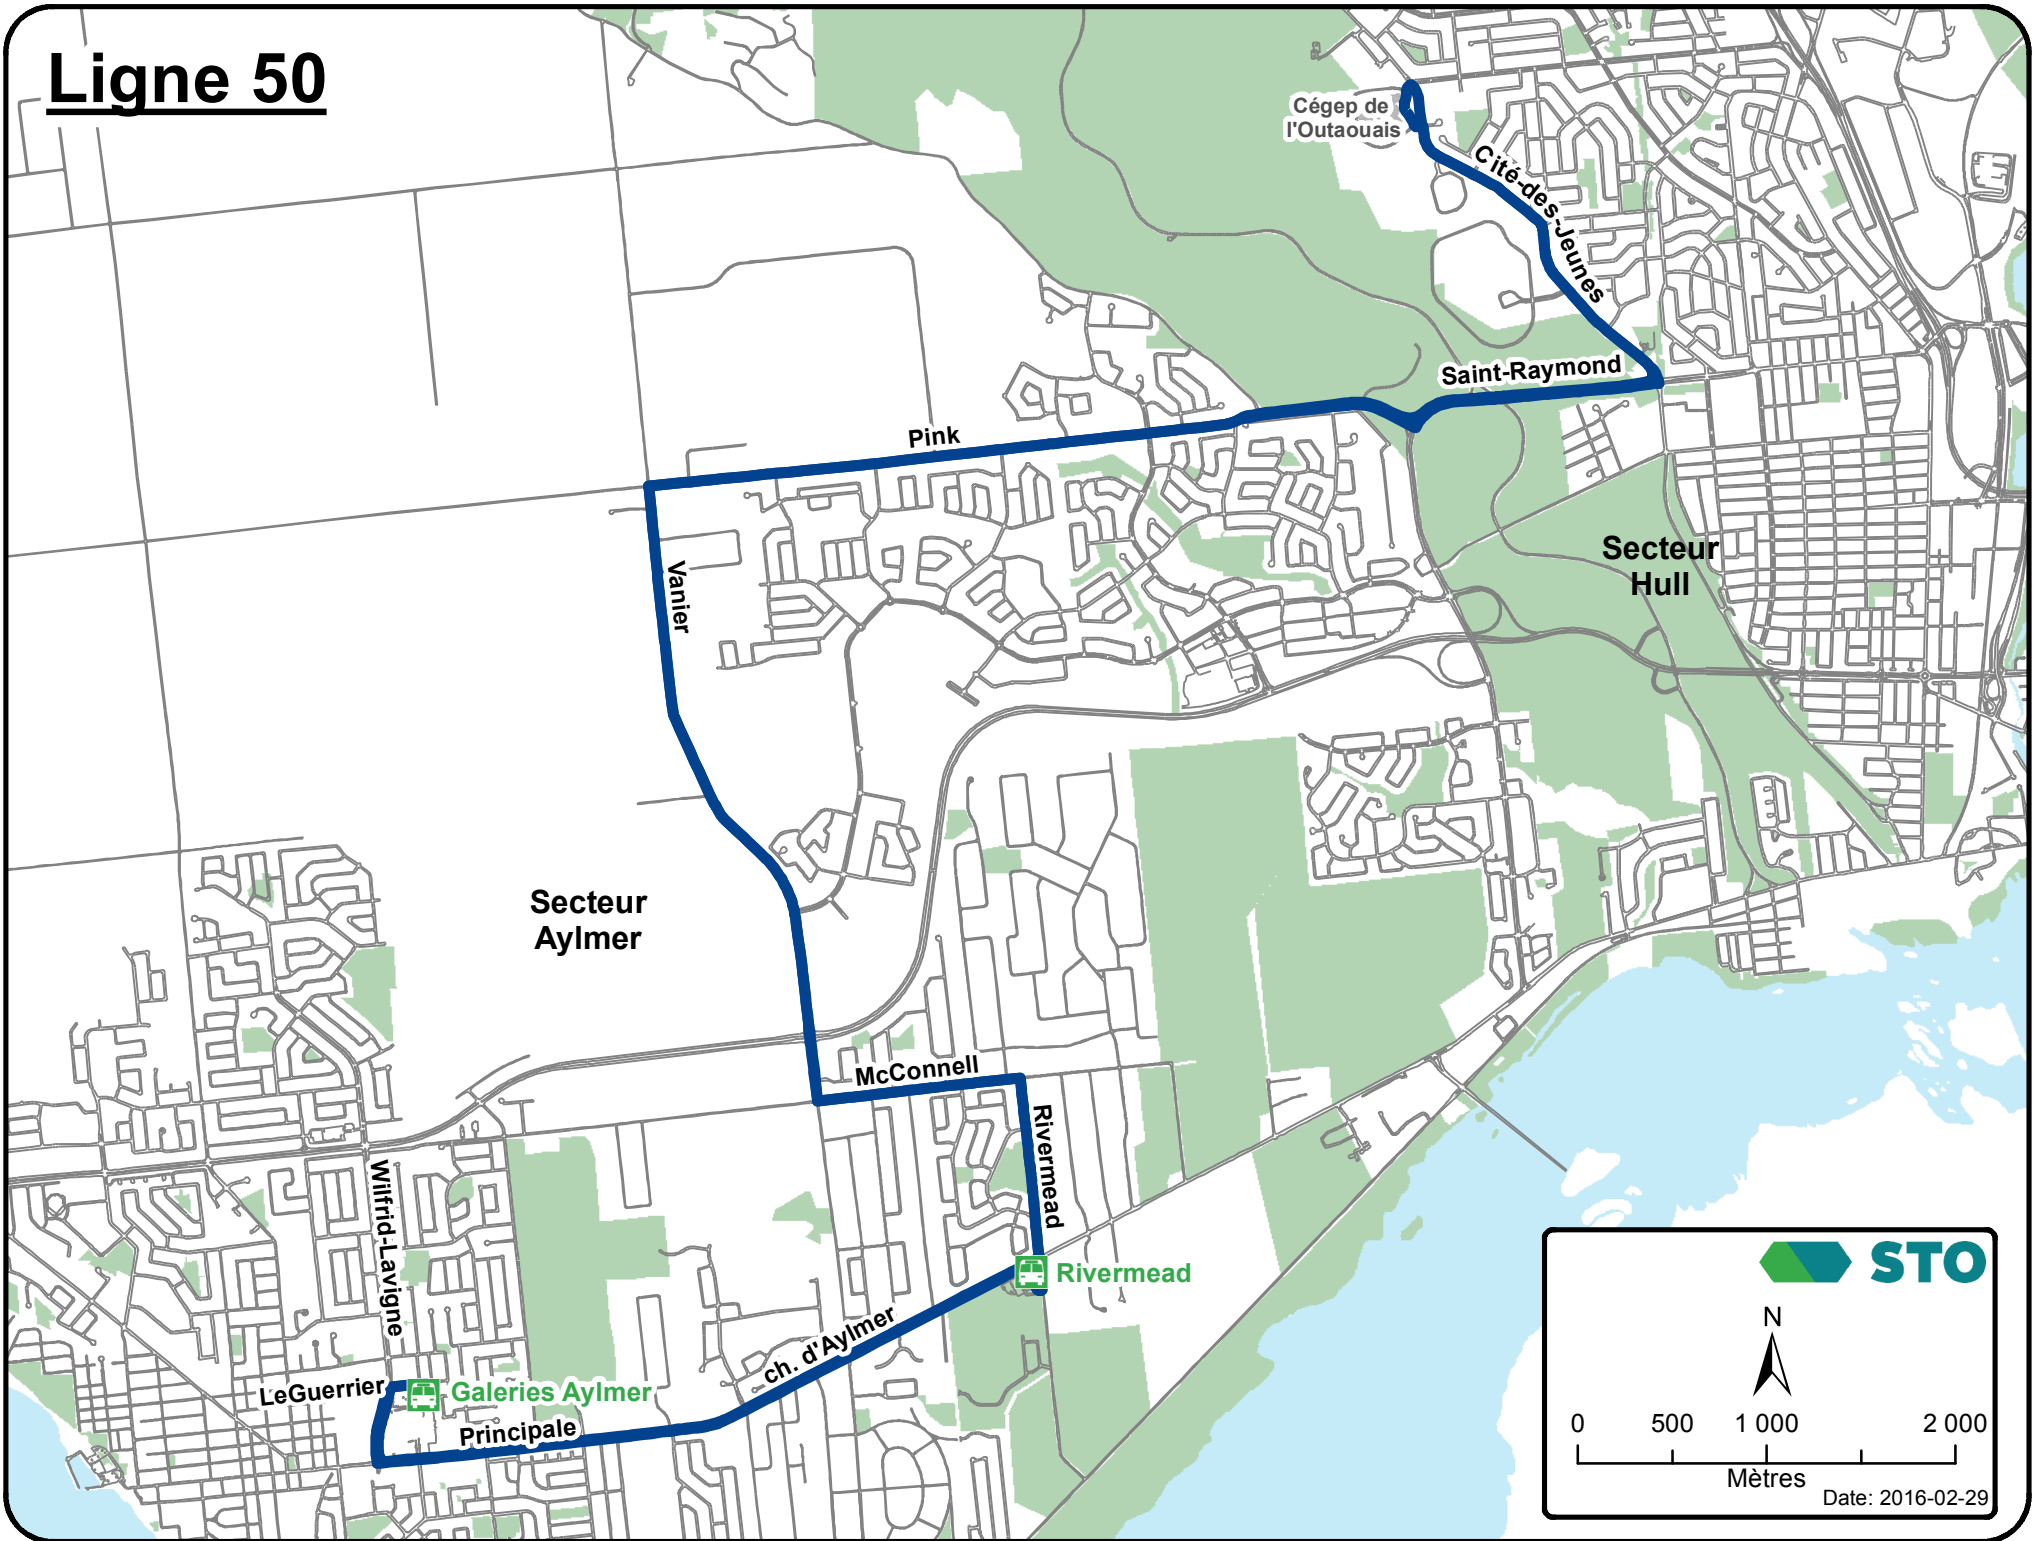 Ligne 50
Cégep de
l'Outaouais
Cité-des-Jeunes
Saint-Raymond
Pink
Vanier
Secteur
Hull
Secteur
Aylmer
McConnell
Rivermead
Wilfrid-Lavigne
Rivermead
ch. d'Aylmer
LeGuerrier
Galeries Aylmer
Principale
STO
N
0 500 1 000 2 000
Mètres
Date: 2016-02-29